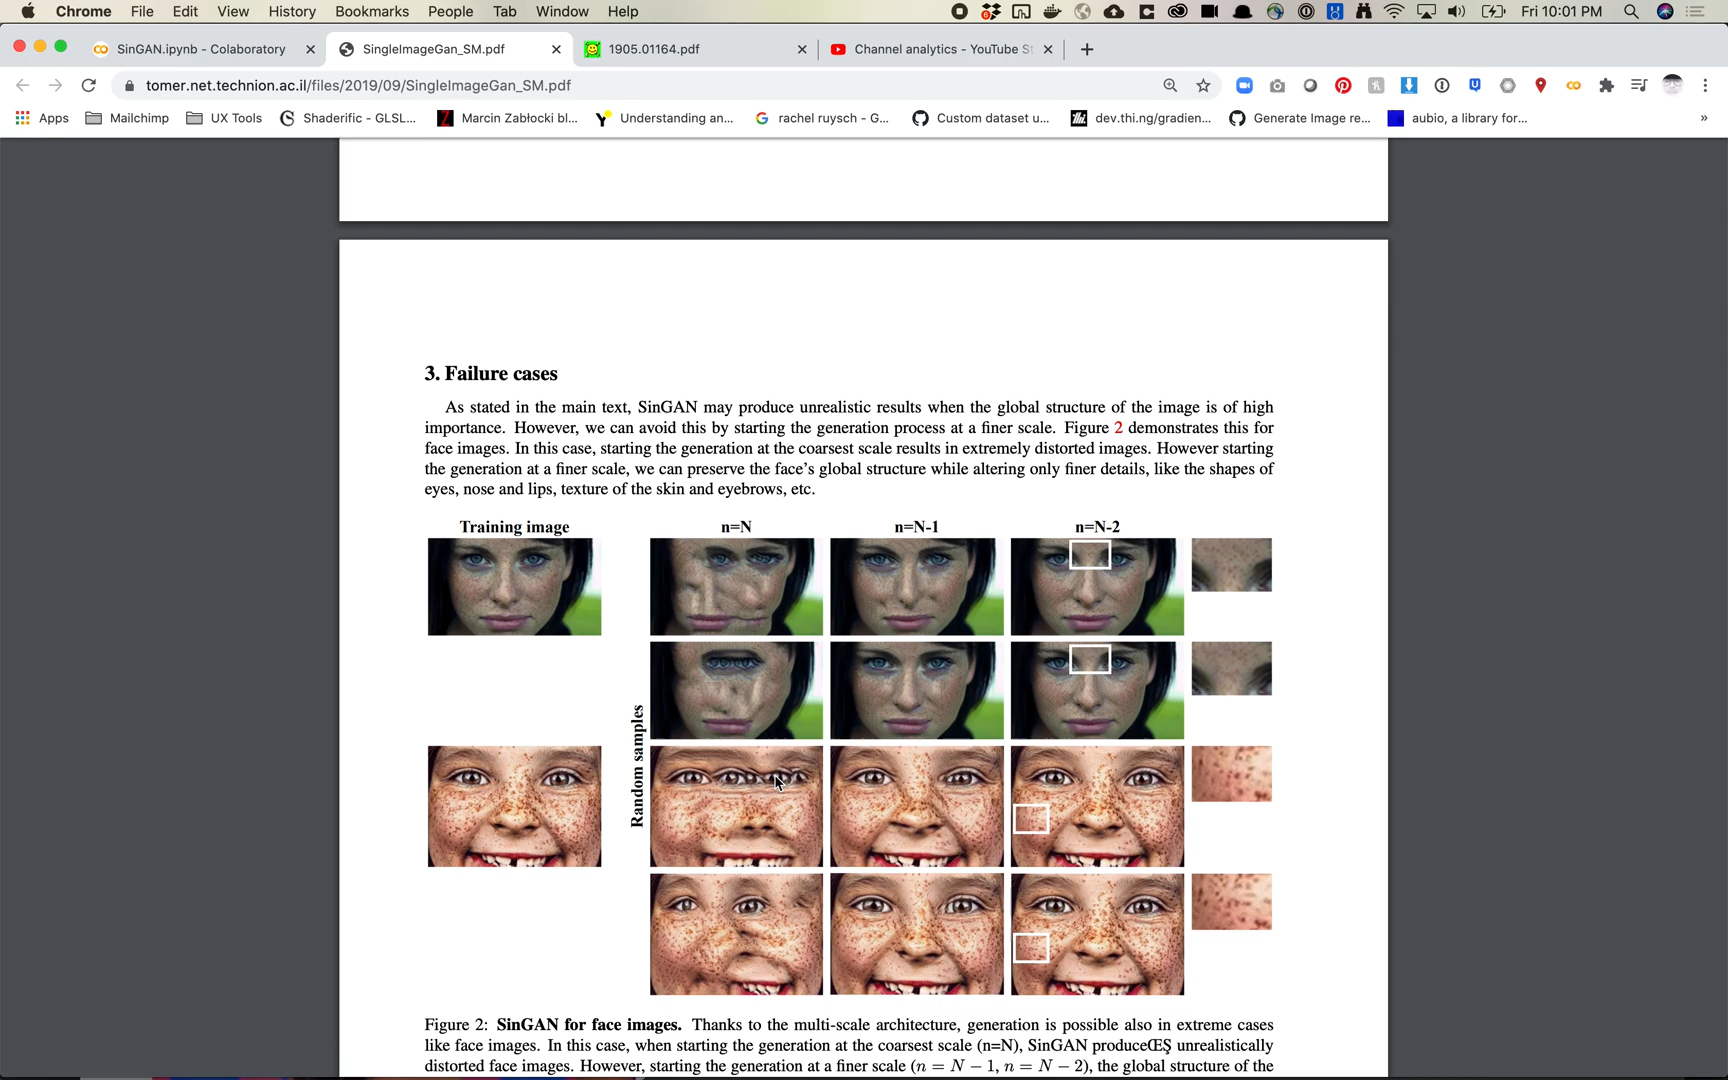 Chrome File Edit View History Bookmarks People Tab Window Help Fri 10:01 PM
SinGAN.ipynb - Colaboratory SingleImageGan_SM.pdf 1905.01164.pdf Channel analytics - YouTube St
tomer.net.technion.ac.il/files/2019/09/SingleImageGan_SM.pdf
Apps Mailchimp UX Tools Shaderific - GLSL... Marcin Zabłocki bl... Understanding an... rachel ruysch - G... Custom dataset u... dev.thi.ng/gradien... Generate Image re... aubio, a library for... »
3. Failure cases
As stated in the main text, SinGAN may produce unrealistic results when the global structure of the image is of high
importance. However, we can avoid this by starting the generation process at a finer scale. Figure 2 demonstrates this for
face images. In this case, starting the generation at the coarsest scale results in extremely distorted images. However starting
the generation at a finer scale, we can preserve the face's global structure while altering only finer details, like the shapes of
eyes, nose and lips, texture of the skin and eyebrows, etc.
Training image n=N n=N-1 n=N-2
Random samples
Figure 2: SinGAN for face images. Thanks to the multi-scale architecture, generation is possible also in extreme cases
like face images. In this case, when starting the generation at the coarsest scale (n=N), SinGAN produceŒŞ unrealistically
distorted face images. However, starting the generation at a finer scale (n = N − 1, n = N − 2), the global structure of the